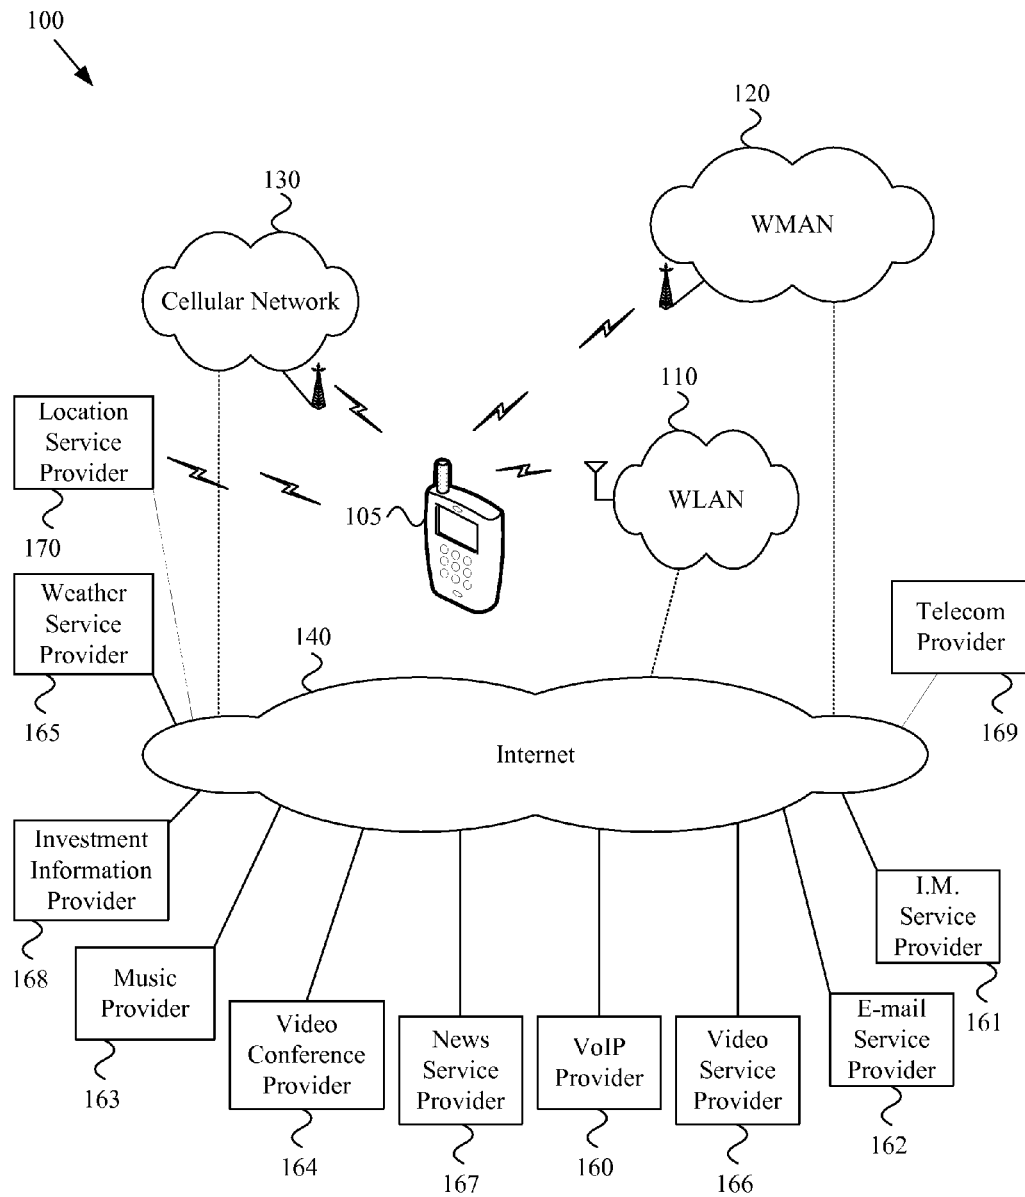 100
120
WMAN
130
Cellular Network
110
WLAN
Location
Service
Provider
170
105
Weather
Service
Provider
165
140
Telecom
Provider
169
Internet
Investment
Information
Provider
168
I.M.
Service
Provider
161
Music
Provider
163
Video
Conference
Provider
164
News
Service
Provider
167
VoIP
Provider
160
Video
Service
Provider
166
E-mail
Service
Provider
162